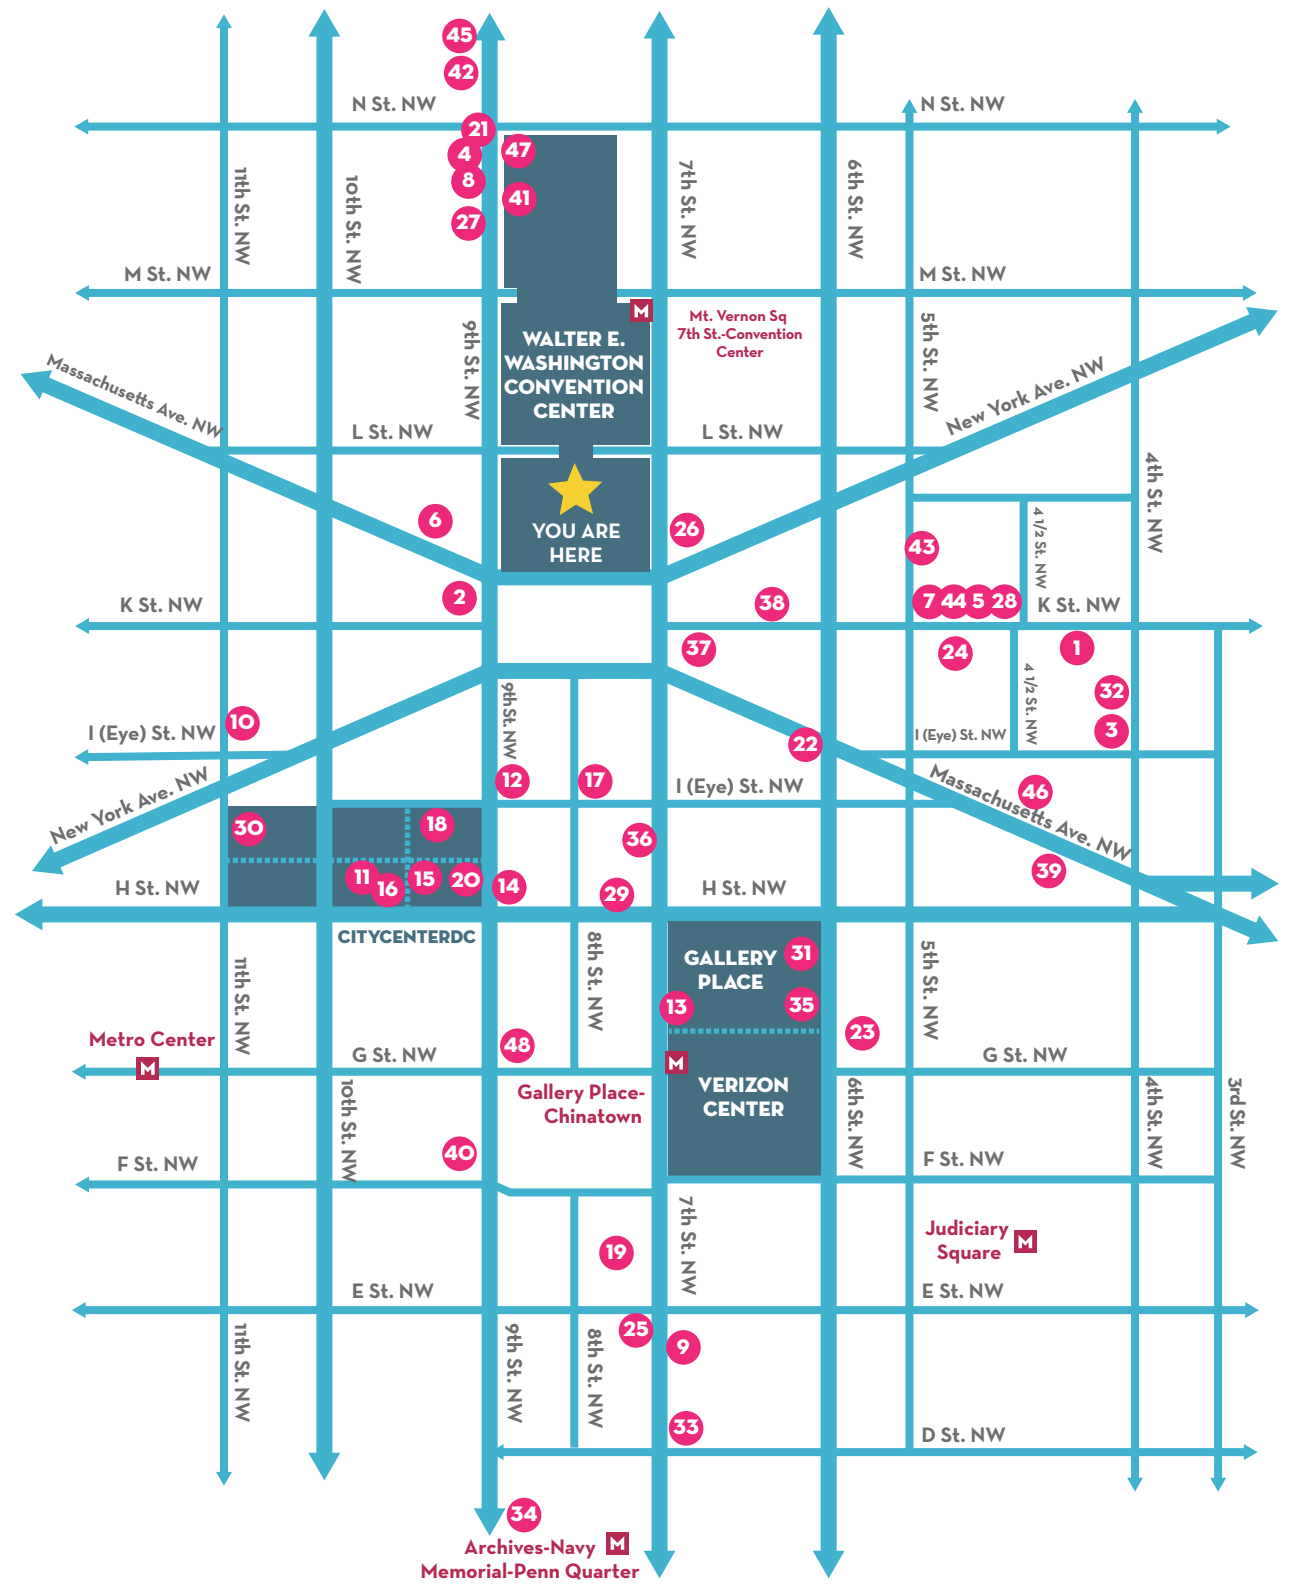 45
42
N St. NW
N St. NW
21
4
47
8
41
27
11th St. NW
10th St. NW
7th St. NW
6th St. NW
M St. NW
M St. NW
M
Mt. Vernon Sq
7th St.-Convention
Center
WALTER E.
WASHINGTON
CONVENTION
CENTER
9th St. NW
5th St. NW
Massachusetts Ave. NW
New York Ave. NW
L St. NW
L St. NW
4th St. NW
YOU ARE
HERE
6
26
43
4 1/2 St. NW
2
38
7
44
5
28
K St. NW
K St. NW
37
24
1
32
3
4 1/2 St. NW
9th St. NW
10
I (Eye) St. NW
22
I (Eye) St. NW
12
17
I (Eye) St. NW
46
Massachusetts Ave. NW
New York Ave. NW
30
18
36
39
11
16
15
20
14
29
H St. NW
H St. NW
CITYCENTERDC
8th St. NW
GALLERY
PLACE
31
13
35
5th St. NW
23
11th St. NW
Metro Center
M
48
G St. NW
G St. NW
M
Gallery Place-
Chinatown
VERIZON
CENTER
10th St. NW
6th St. NW
4th St. NW
3rd St. NW
40
F St. NW
F St. NW
7th St. NW
19
Judiciary
Square
M
E St. NW
E St. NW
25
9
11th St. NW
9th St. NW
8th St. NW
33
D St. NW
34
Archives-Navy
Memorial-Penn Quarter
M